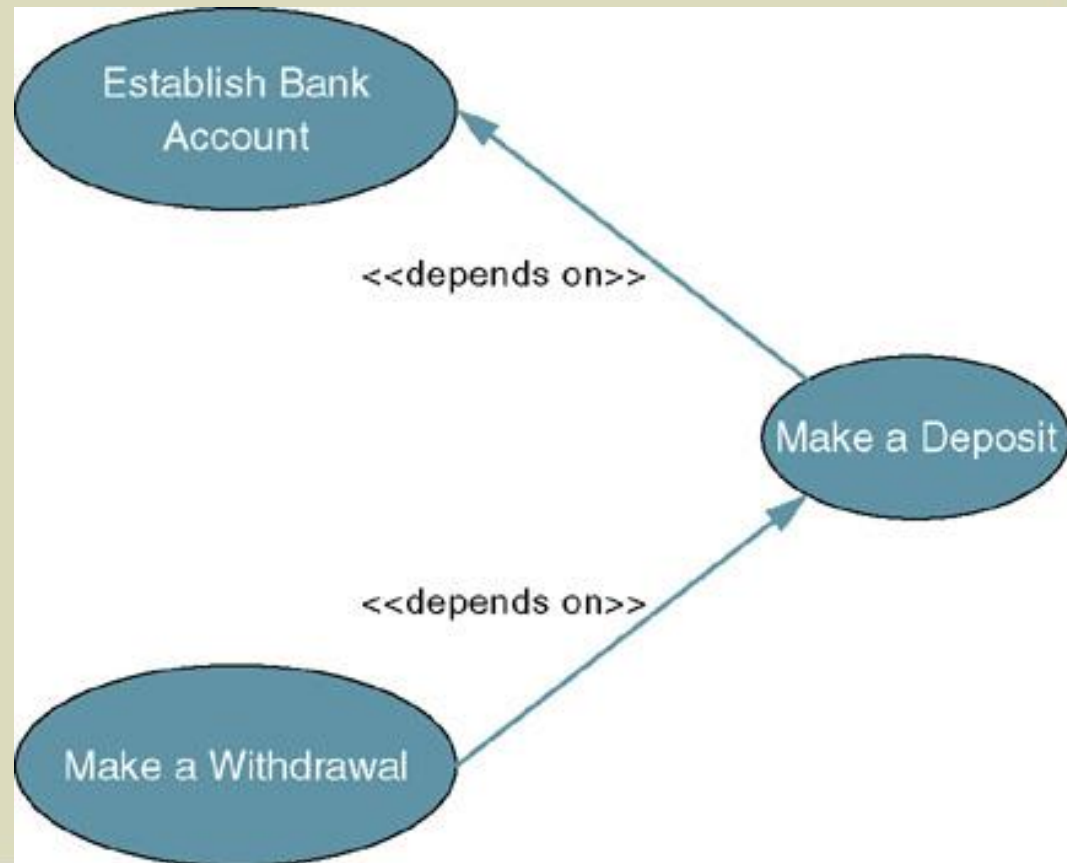 Establish Bank
Account
<<depends on>>
Make a Deposit
<<depends on>>
Make a Withdrawal